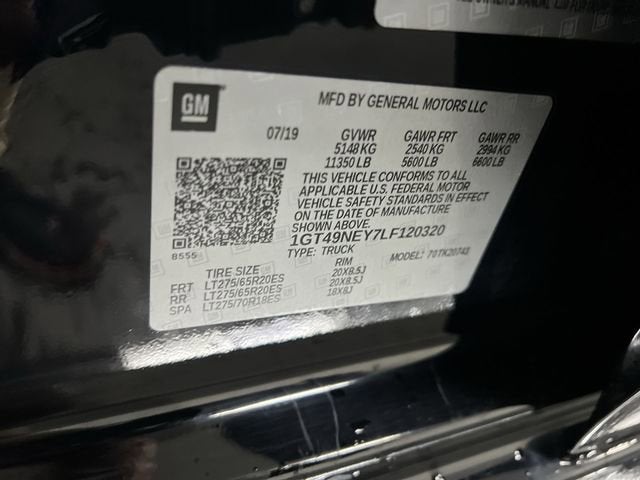 GM
MFD BY GENERAL MOTORS LLC
07/19 GVWR GAWR FRT GAWR RR
5148 KG 2540 KG 2994 KG
11350 LB 5600 LB 6600 LB
THIS VEHICLE CONFORMS TO ALL
APPLICABLE U.S. FEDERAL MOTOR
VEHICLE SAFETY STANDARDS IN EFFECT
ON THE DATE OF MANUFACTURE
SHOWN ABOVE.
1GT49NEY7LF120320
8555
TYPE: TRUCK MODEL: 70TK20743
TIRE SIZE RIM
FRT LT275/65R20ES 20X8.5J
RR LT275/65R20ES 20X8.5J
SPA LT275/70R18ES 18X8J